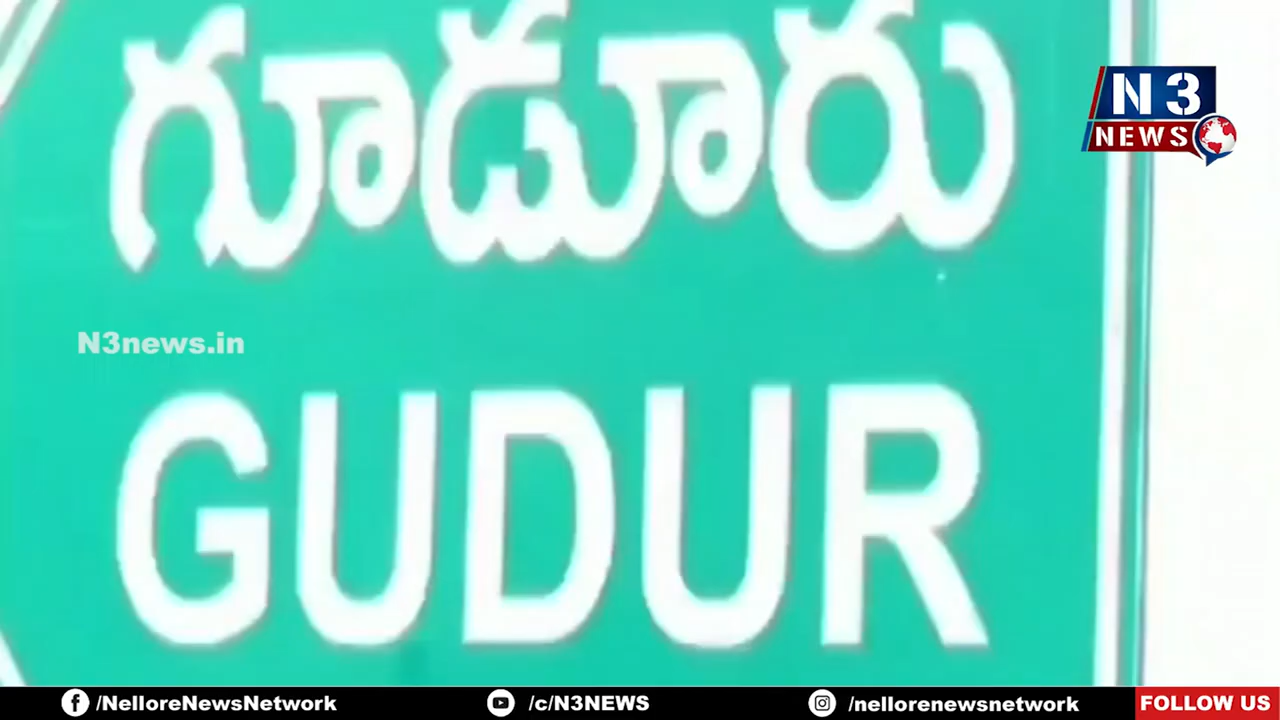 గూడూరు
N3
NEWS
N3news.in
GUDUR
/NelloreNewsNetwork
/c/N3NEWS
/nellorenewsnetwork
FOLLOW US